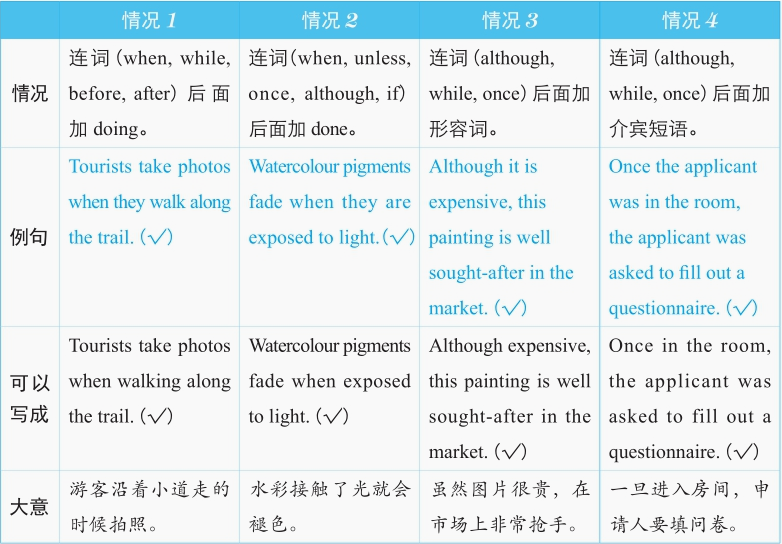 情况 1
情况 2
情况 3
情况 4
情况
连词 (when, while,
before, after) 后 面
加 doing。
连词(when, unless,
once, although, if)
后面加 done。
连词 (although,
while, once) 后面加
形容词。
连词 (although,
while, once) 后面加
介宾短语。
例句
Tourists take photos
when they walk along
the trail. (√)
Watercolour pigments
fade when they are
exposed to light.(√)
Although it is
expensive, this
painting is well
sought-after in the
market. (√)
Once the applicant
was in the room,
the applicant was
asked to fill out a
questionnaire. (√)
可以
写成
Tourists take photos
when walking along
the trail. (√)
Watercolour pigments
fade when exposed
to light. (√)
Although expensive,
this painting is well
sought-after in the
market. (√)
Once in the room,
the applicant was
asked to fill out a
questionnaire. (√)
大意
游客沿着小道走的
时候拍照。
水彩接触了光就会
褪色。
虽然图片很贵，在
市场上非常抢手。
一旦进入房间，申
请人要填问卷。